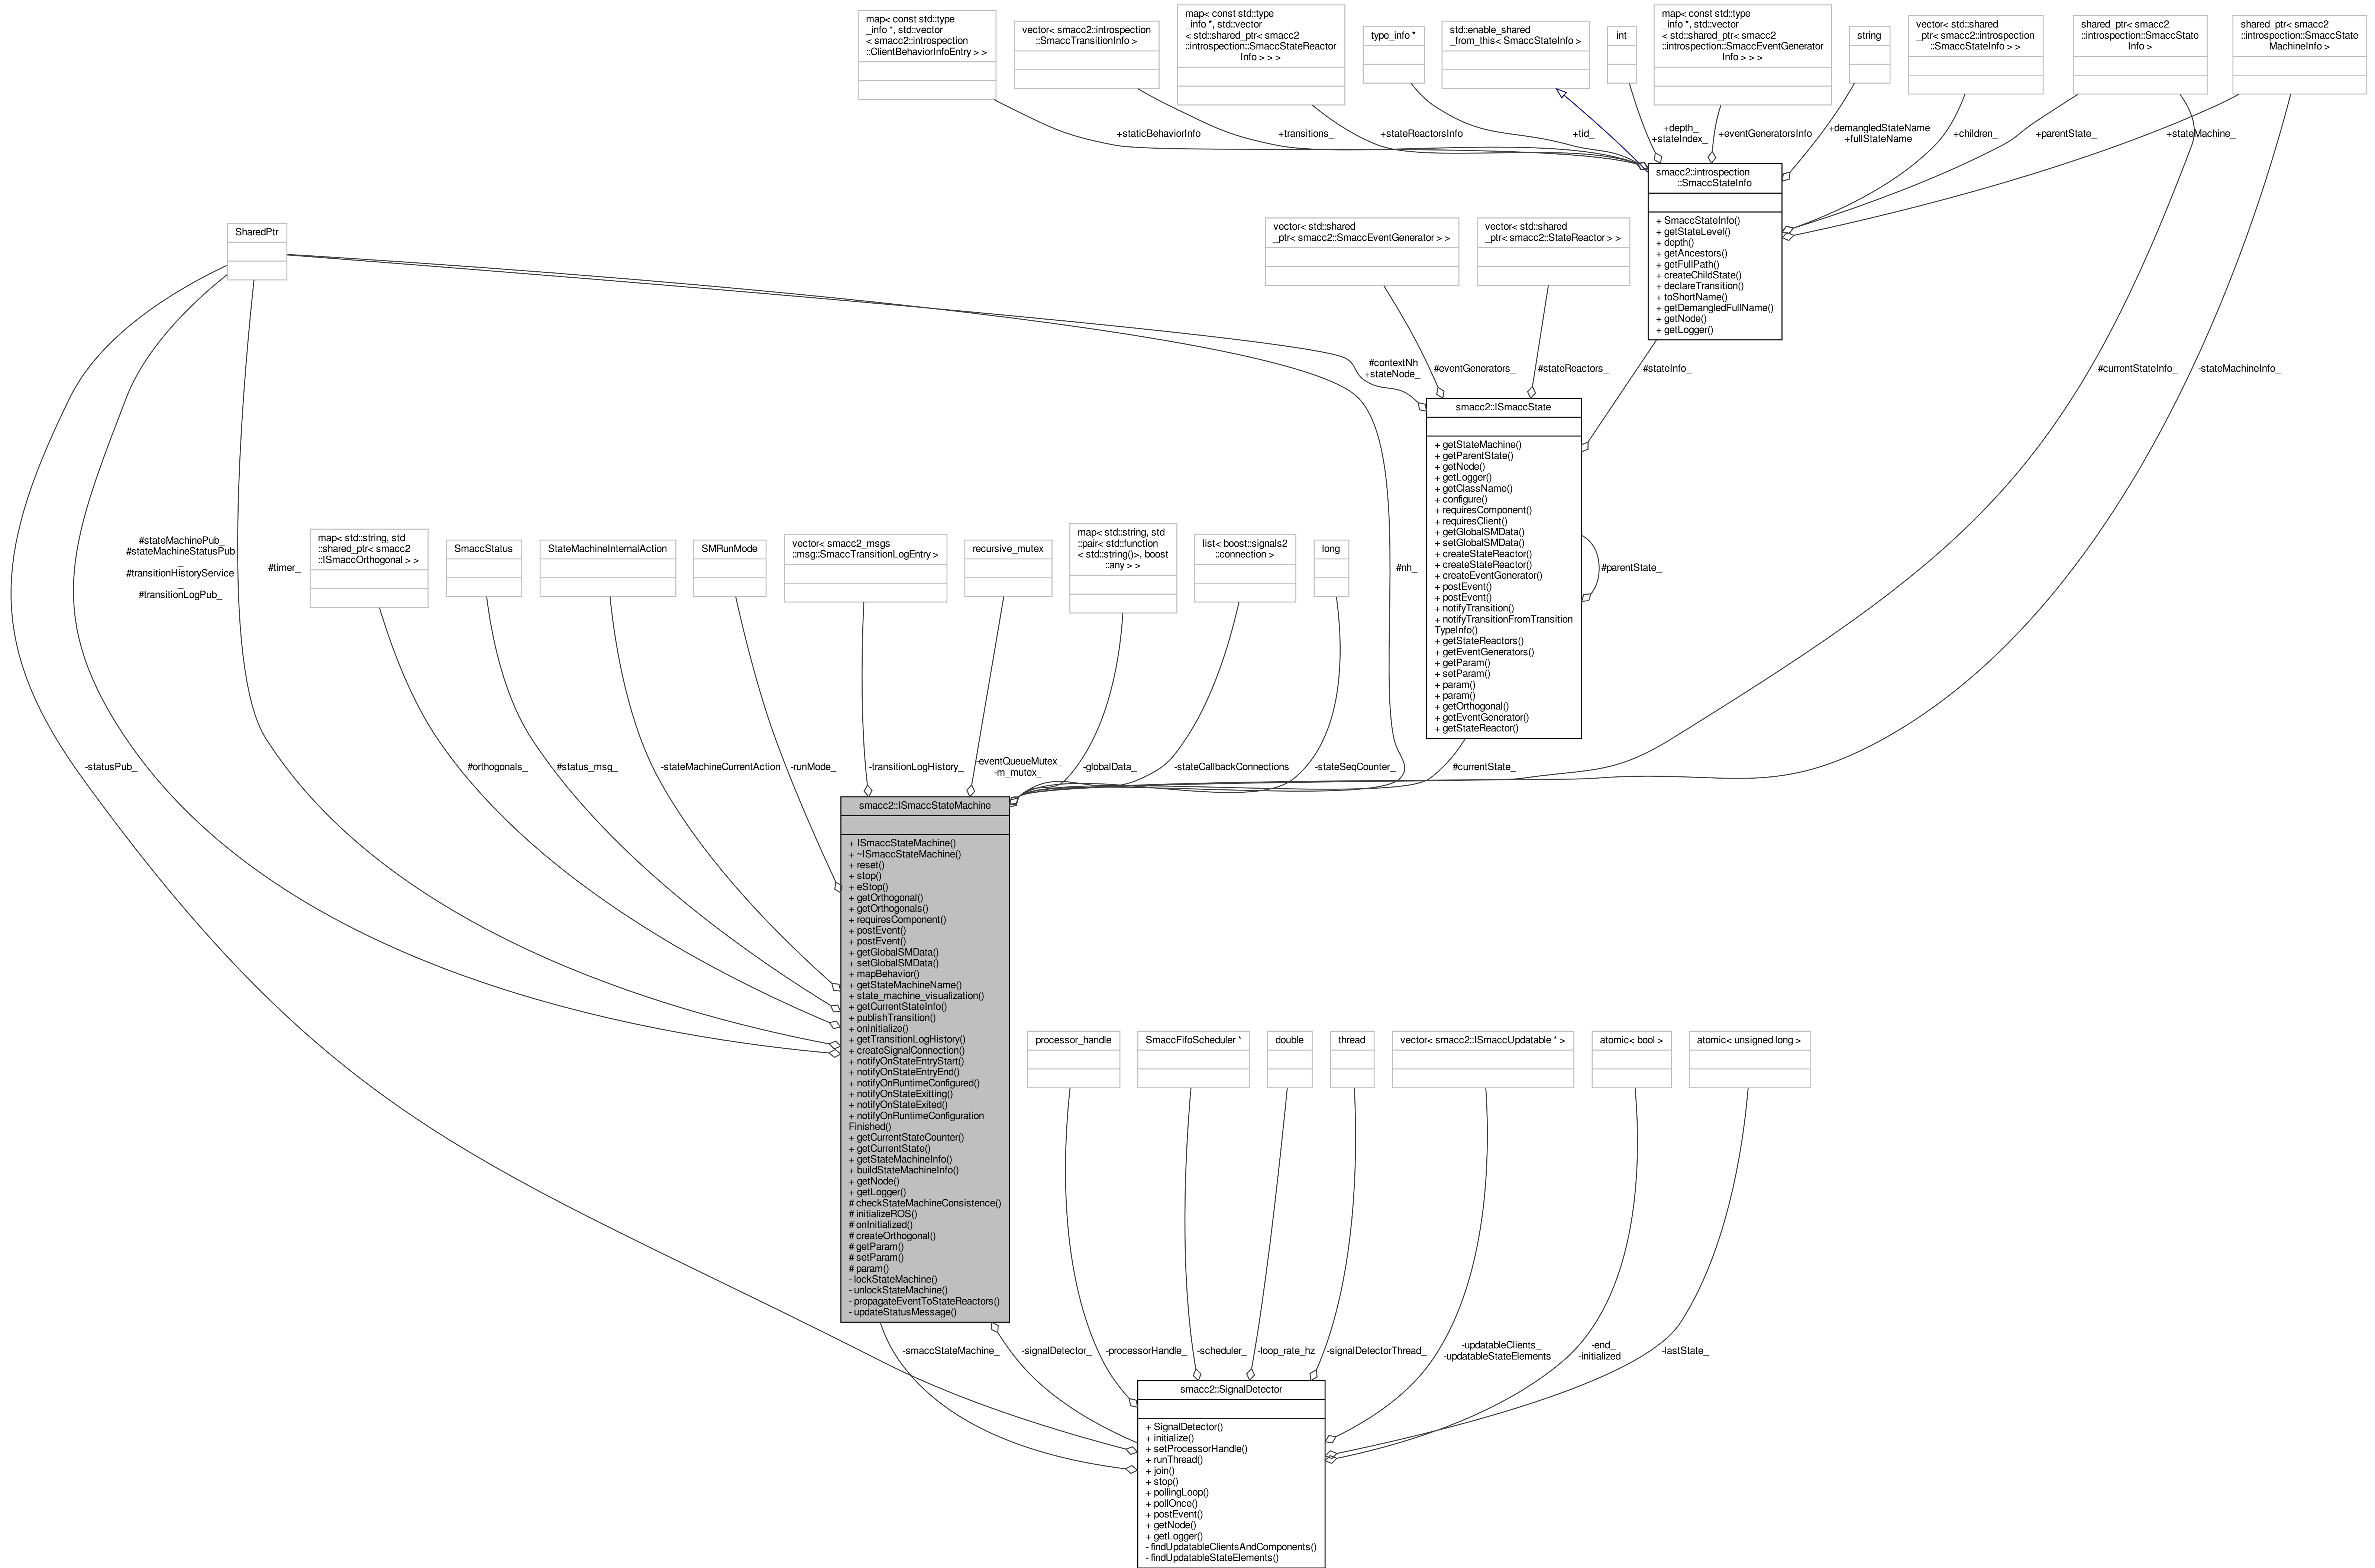 map< const std::type
_info *, std::vector
< smacc2::introspection
::ClientBehaviorInfoEntry > >
vector< smacc2::introspection
::SmaccTransitionInfo >
map< const std::type
_info *, std::vector
< std::shared_ptr< smacc2
::introspection::SmaccStateReactor
Info > > >
type_info *
std::enable_shared
_from_this< SmaccStateInfo >
int
map< const std::type
_info *, std::vector
< std::shared_ptr< smacc2
::introspection::SmaccEventGenerator
Info > > >
string
vector< std::shared
_ptr< smacc2::introspection
::SmaccStateInfo > >
shared_ptr< smacc2
::introspection::SmaccState
Info >
shared_ptr< smacc2
::introspection::SmaccState
MachineInfo >
+staticBehaviorInfo
+transitions_
+stateReactorsInfo
+tid_
+depth_
+stateIndex_
+eventGeneratorsInfo
+demangledStateName
+fullStateName
+children_
+parentState_
+stateMachine_
smacc2::introspection
::SmaccStateInfo
+ SmaccStateInfo()
+ getStateLevel()
+ depth()
+ getAncestors()
+ getFullPath()
+ createChildState()
+ declareTransition()
+ toShortName()
+ getDemangledFullName()
+ getNode()
+ getLogger()
SharedPtr
vector< std::shared
_ptr< smacc2::SmaccEventGenerator > >
vector< std::shared
_ptr< smacc2::StateReactor > >
#contextNh
+stateNode_
#eventGenerators_
#stateReactors_
#stateInfo_
#currentStateInfo_
-stateMachineInfo_
smacc2::ISmaccState
+ getStateMachine()
+ getParentState()
+ getNode()
+ getLogger()
+ getClassName()
+ configure()
+ requiresComponent()
+ requiresClient()
+ getGlobalSMData()
+ setGlobalSMData()
+ createStateReactor()
+ createStateReactor()
+ createEventGenerator()
+ postEvent()
+ postEvent()
+ notifyTransition()
+ notifyTransitionFromTransition
TypeInfo()
+ getStateReactors()
+ getEventGenerators()
+ getParam()
+ setParam()
+ param()
+ param()
+ getOrthogonal()
+ getEventGenerator()
+ getStateReactor()
#parentState_
#stateMachinePub_
#stateMachineStatusPub
_
#transitionHistoryService
_
#transitionLogPub_
#timer_
map< std::string, std
::shared_ptr< smacc2
::ISmaccOrthogonal > >
SmaccStatus
StateMachineInternalAction
SMRunMode
vector< smacc2_msgs
::msg::SmaccTransitionLogEntry >
recursive_mutex
map< std::string, std
::pair< std::function
< std::string()>, boost
::any > >
list< boost::signals2
::connection >
long
#nh_
-statusPub_
#orthogonals_
#status_msg_
-stateMachineCurrentAction
-runMode_
-transitionLogHistory_
-eventQueueMutex_
-m_mutex_
-globalData_
-stateCallbackConnections
-stateSeqCounter_
#currentState_
smacc2::ISmaccStateMachine
+ ISmaccStateMachine()
+ ~ISmaccStateMachine()
+ reset()
+ stop()
+ eStop()
+ getOrthogonal()
+ getOrthogonals()
+ requiresComponent()
+ postEvent()
+ postEvent()
+ getGlobalSMData()
+ setGlobalSMData()
+ mapBehavior()
+ getStateMachineName()
+ state_machine_visualization()
+ getCurrentStateInfo()
+ publishTransition()
+ onInitialize()
+ getTransitionLogHistory()
+ createSignalConnection()
+ notifyOnStateEntryStart()
+ notifyOnStateEntryEnd()
+ notifyOnRuntimeConfigured()
+ notifyOnStateExitting()
+ notifyOnStateExited()
+ notifyOnRuntimeConfiguration
Finished()
+ getCurrentStateCounter()
+ getCurrentState()
+ getStateMachineInfo()
+ buildStateMachineInfo()
+ getNode()
+ getLogger()
# checkStateMachineConsistence()
# initializeROS()
# onInitialized()
# createOrthogonal()
# getParam()
# setParam()
# param()
- lockStateMachine()
- unlockStateMachine()
- propagateEventToStateReactors()
- updateStatusMessage()
processor_handle
SmaccFifoScheduler *
double
thread
vector< smacc2::ISmaccUpdatable * >
atomic< bool >
atomic< unsigned long >
-smaccStateMachine_
-signalDetector_
-processorHandle_
-scheduler_
-loop_rate_hz
-signalDetectorThread_
-updatableClients_
-updatableStateElements_
-end_
-initialized_
-lastState_
smacc2::SignalDetector
+ SignalDetector()
+ initialize()
+ setProcessorHandle()
+ runThread()
+ join()
+ stop()
+ pollingLoop()
+ pollOnce()
+ postEvent()
+ getNode()
+ getLogger()
- findUpdatableClientsAndComponents()
- findUpdatableStateElements()